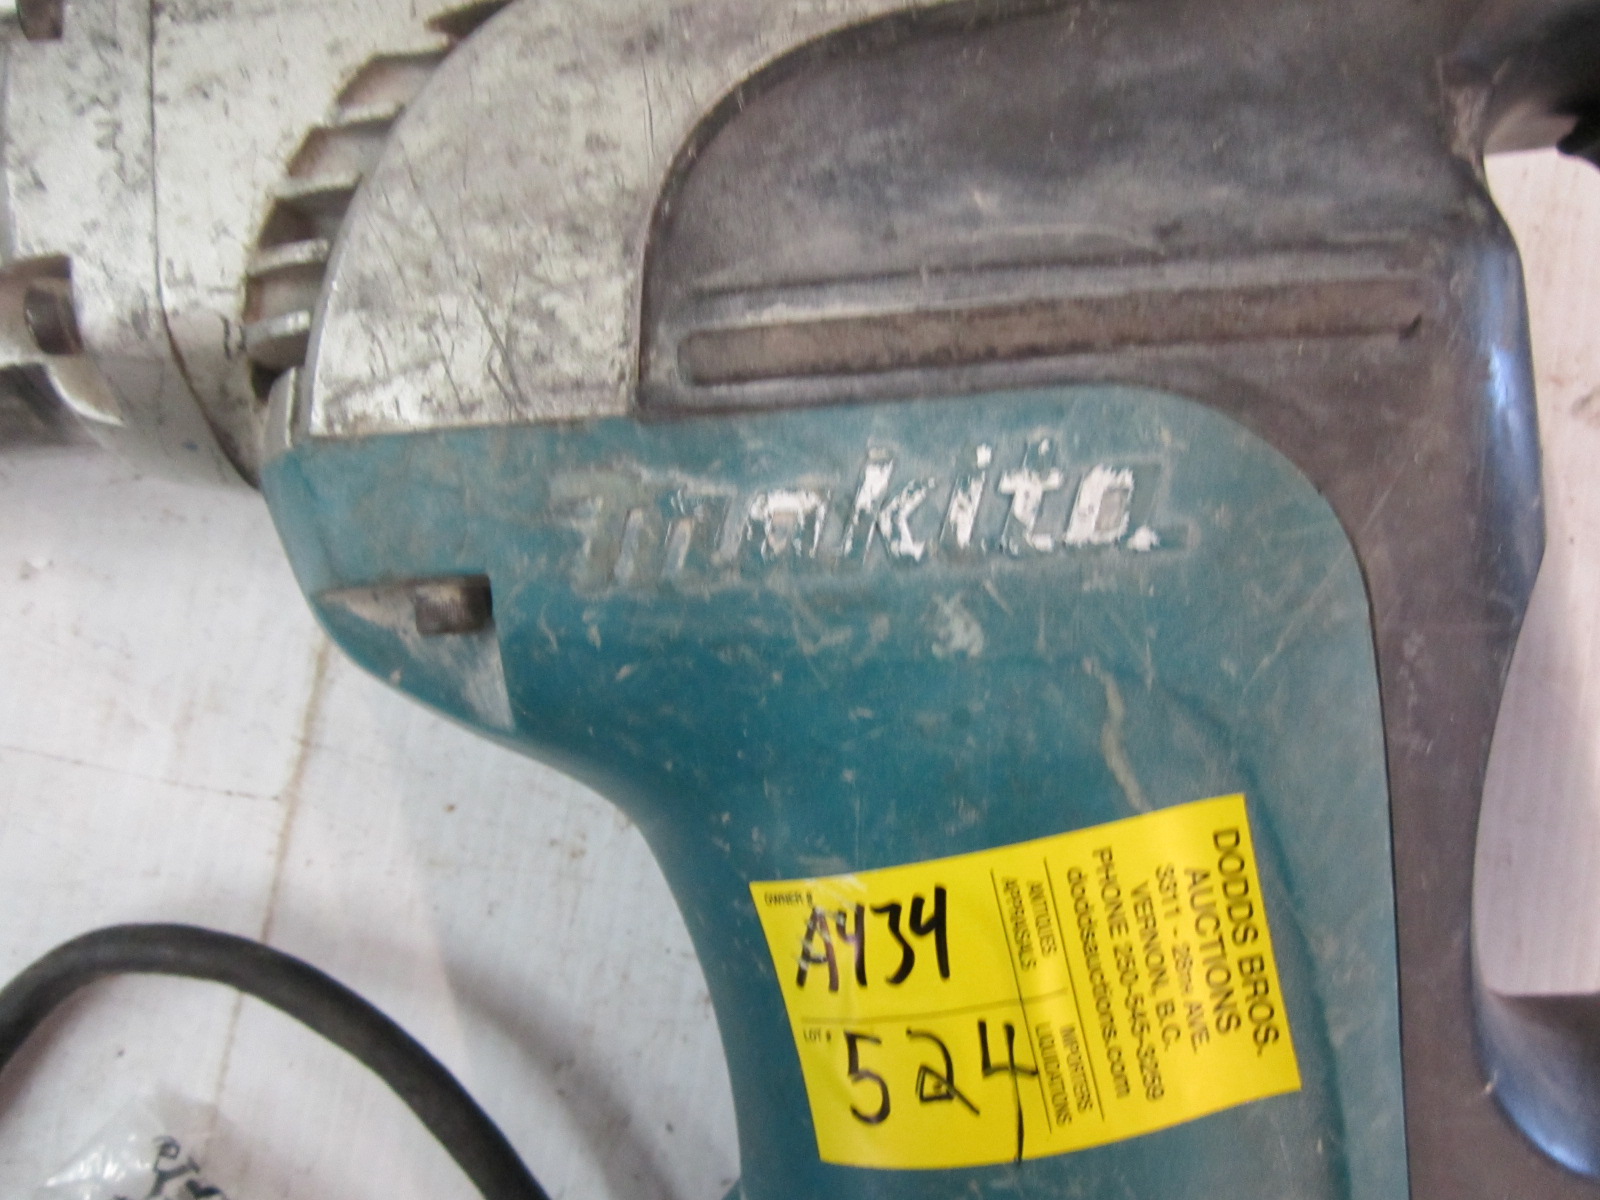 makita.
DODDS BROS.
AUCTIONS
3311 - 28TH AVE.
VERNON, B.C.
PHONE 250-545-3259
doddsauctions.com
ANTIQUES
APPRAISALS
IMPORTERS
LIQUIDATIONS
OWNER #
A434
LOT #
524